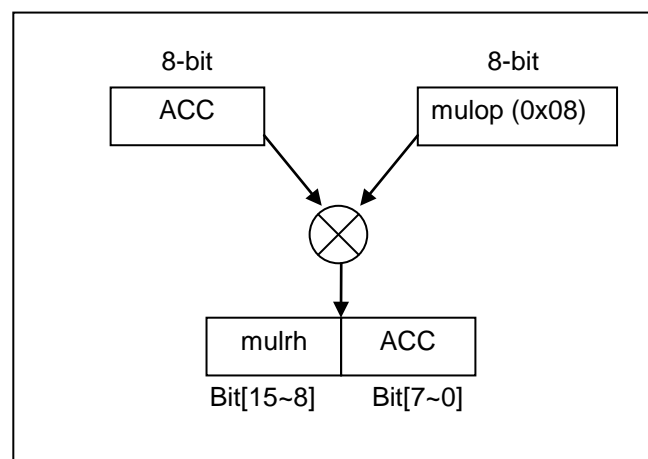 8-bit 8-bit
ACC mulop (0x08)
mulrh ACC
Bit[15~8] Bit[7~0]